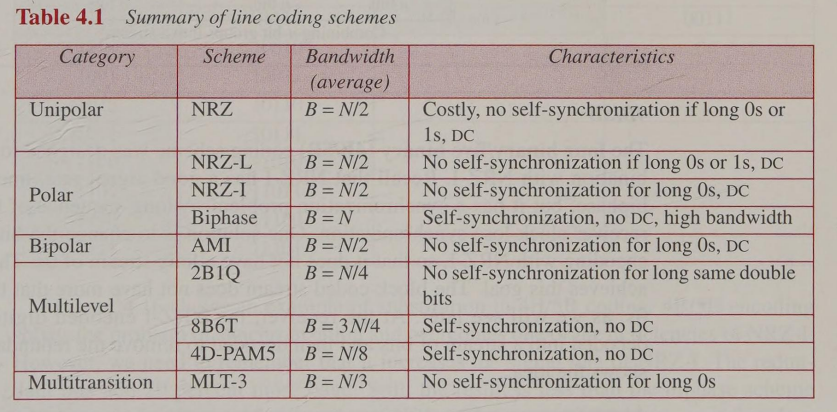 Table 4.1 Summary of line coding schemes
Category Scheme Bandwidth (average) Characteristics
Unipolar NRZ B = N/2 Costly, no self-synchronization if long 0s or
1s, DC
NRZ-L B = N/2 No self-synchronization if long 0s or 1s, DC
Polar NRZ-I B = N/2 No self-synchronization for long 0s, DC
Biphase B = N Self-synchronization, no DC, high bandwidth
Bipolar AMI B = N/2 No self-synchronization for long 0s, DC
Multilevel 2B1Q B = N/4 No self-synchronization for long same double
bits
8B6T B = 3N/4 Self-synchronization, no DC
4D-PAM5 B = N/8 Self-synchronization, no DC
Multitransition MLT-3 B = N/3 No self-synchronization for long 0s